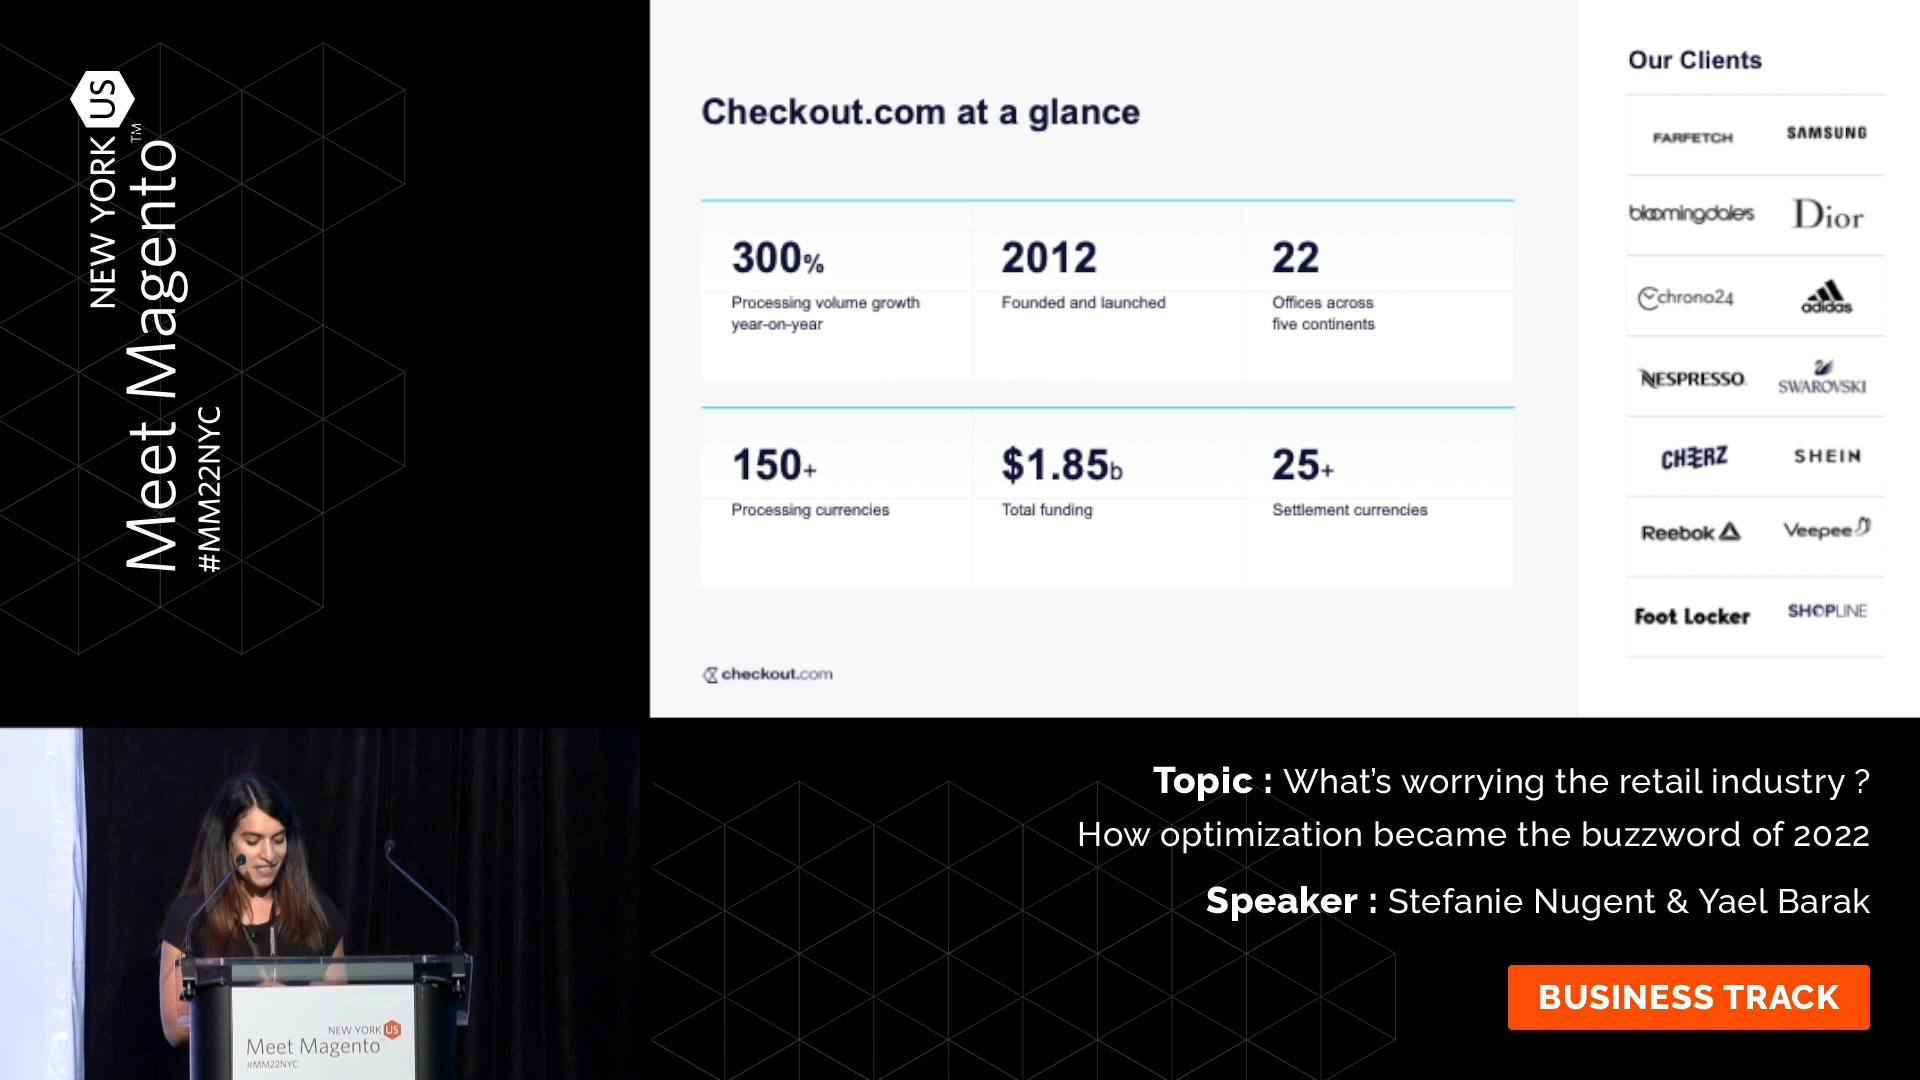 NEW YORK US
Meet Magento™
#MM22NYC
Checkout.com at a glance
300%
Processing volume growth
year-on-year
2012
Founded and launched
22
Offices across
five continents
150+
Processing currencies
$1.85b
Total funding
25+
Settlement currencies
checkout.com
Our Clients
FARFETCH
SAMSUNG
bloomingdales
Dior
chrono24
adidas
NESPRESSO.
SWAROVSKI
CHEERZ
SHEIN
Reebok
Veepee
Foot Locker
SHOPLINE
NEW YORK US
Meet Magento
#MM22NYC
Topic : What's worrying the retail industry ?
How optimization became the buzzword of 2022
Speaker : Stefanie Nugent & Yael Barak
BUSINESS TRACK